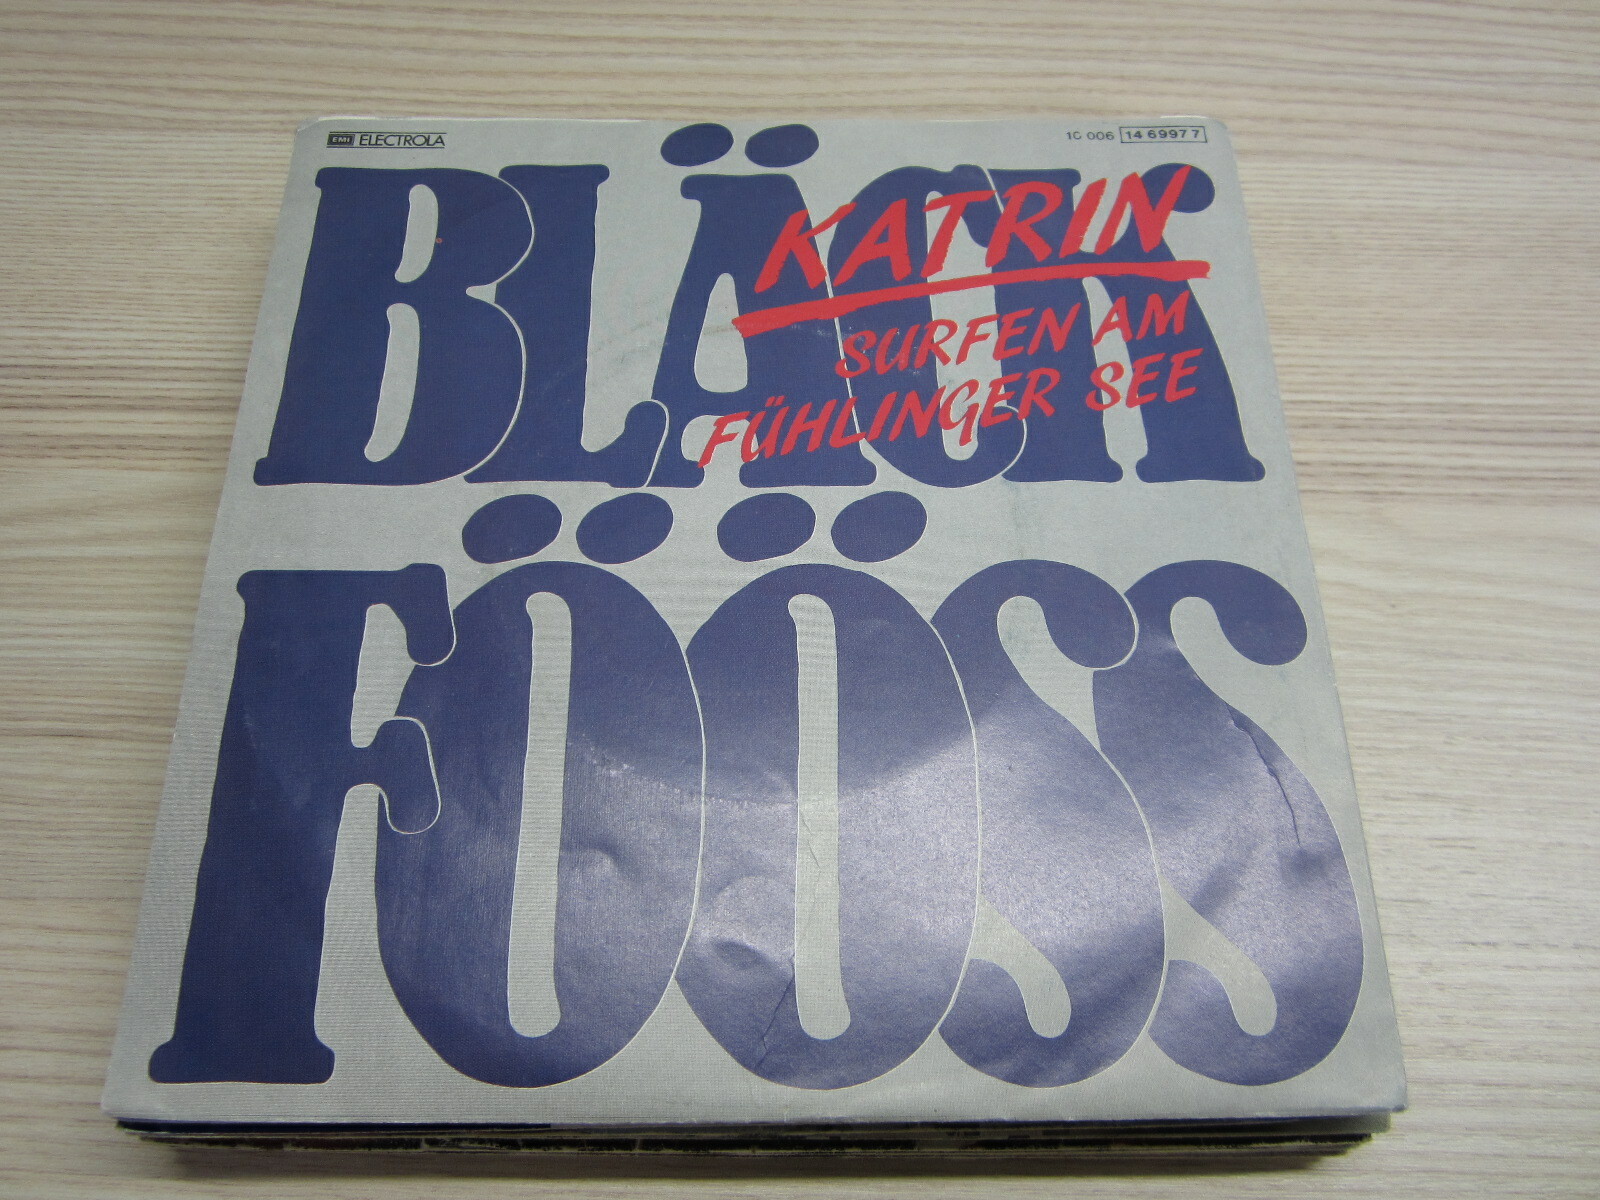 EMI ELECTROLA
1C 006 14 6997 7
BLÄCK
KATRIN
SURFEN AM
FÜHLINGER SEE
FÖÖSS